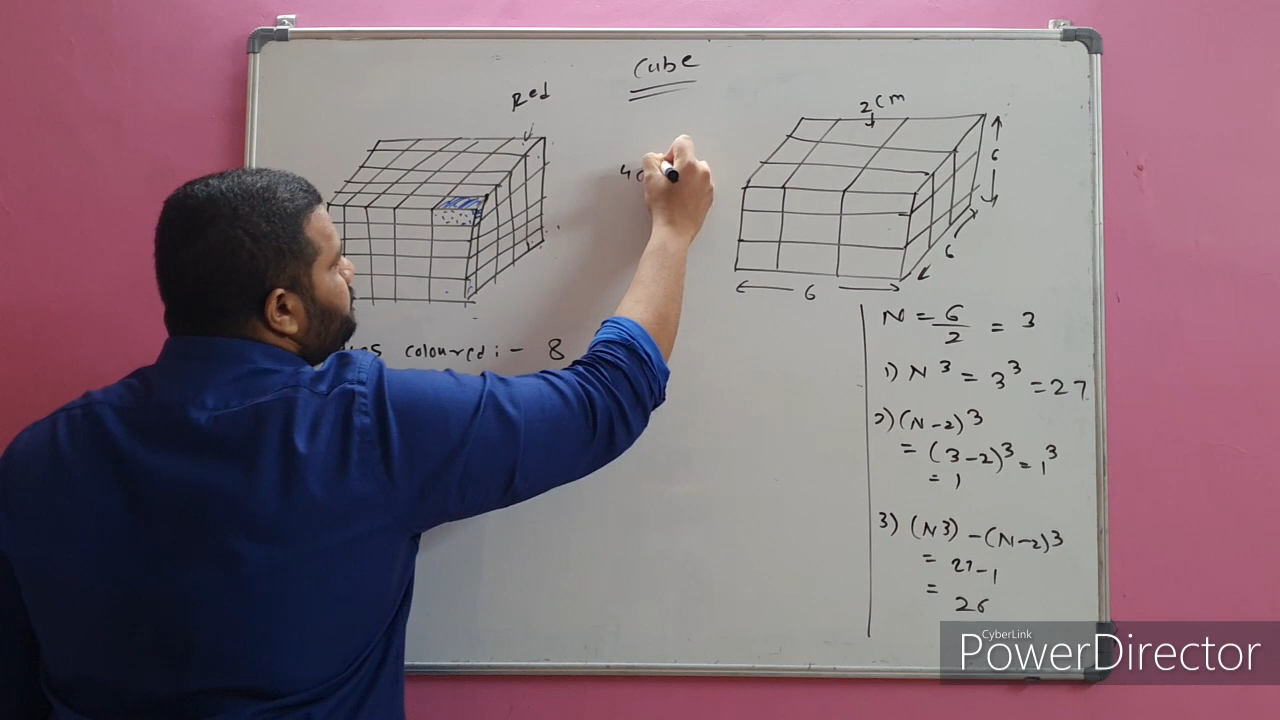 Cube
Red
2cm
6
6
6
coloured:- 8
N = 6/2 = 3
1) N³ = 3³ = 27
2) (N-2)³
= (3-2)³ = 1³
= 1
3) (N3) - (N-2)³
= 27-1
=
26
CyberLink
PowerDirector